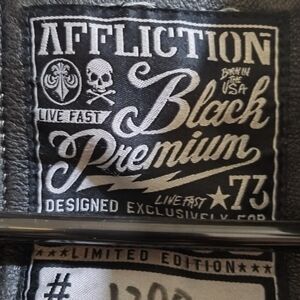 AFFLICTION
BORN IN
THE
USA
LIVE FAST
Black
Premium
LIVE FAST ★73
DESIGNED EXCLUSIVELY FOR
★★★LIMITED EDITION★★★
#